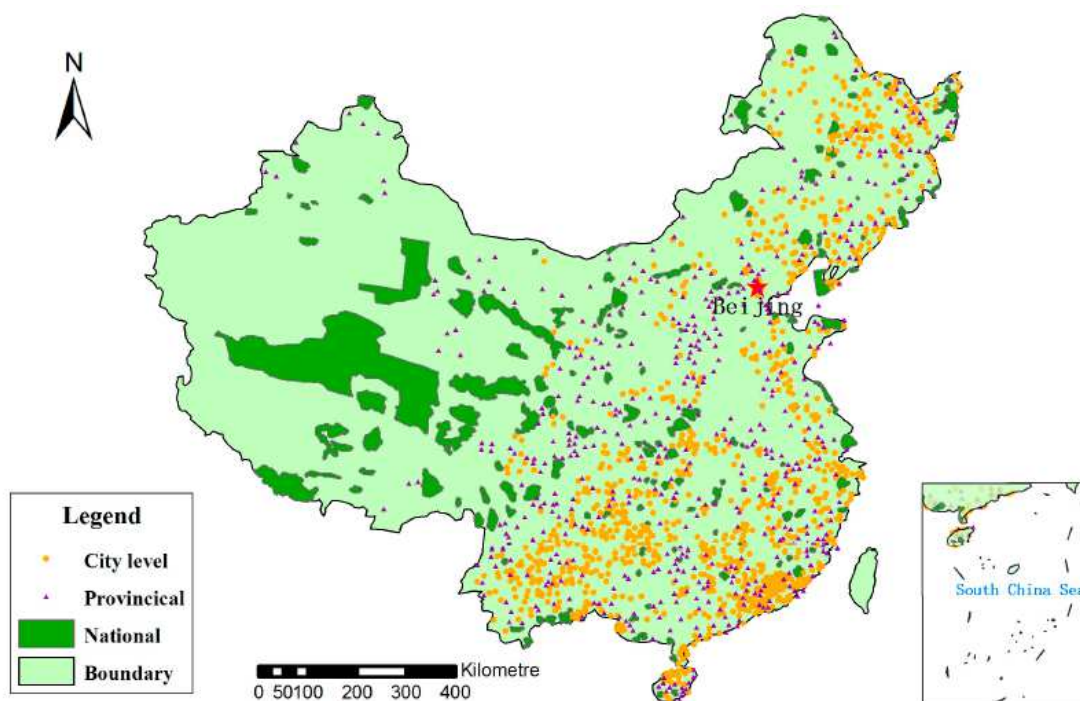 N
Beijing
Legend
City level
Provincical
National
Boundary
Kilometre
0 50100 200 300 400
South China Sea